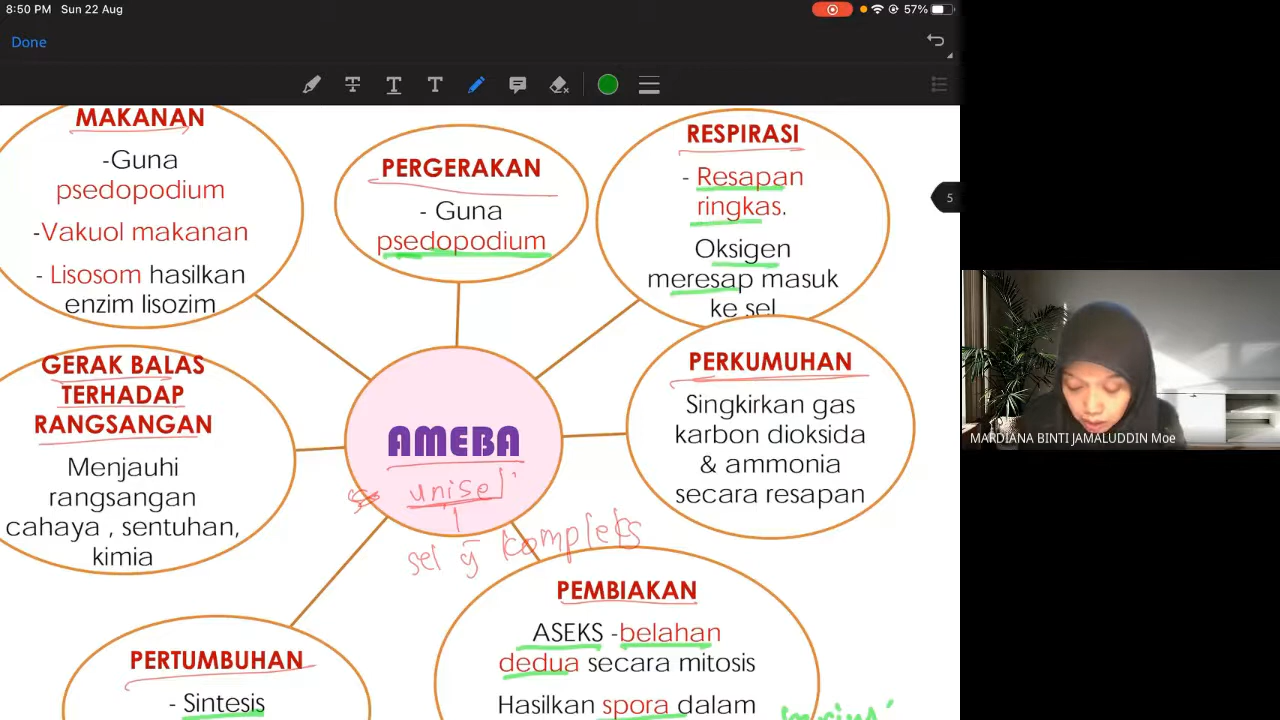 8:50 PM Sun 22 Aug
57%
Done
T T T
5
MAKANAN
-Guna
psedopodium
-Vakuol makanan
- Lisosom hasilkan
enzim lisozim
PERGERAKAN
- Guna
psedopodium
RESPIRASI
- Resapan
ringkas.
Oksigen
meresap masuk
ke sel
GERAK BALAS
TERHADAP
RANGSANGAN
Menjauhi
rangsangan
cahaya , sentuhan,
kimia
AMEBA
unisel
sel yg kompleks
PERKUMUHAN
Singkirkan gas
karbon dioksida
& ammonia
secara resapan
PERTUMBUHAN
- Sintesis
PEMBIAKAN
ASEKS -belahan
dedua secara mitosis
Hasilkan spora dalam
MARDIANA BINTI JAMALUDDIN Moe